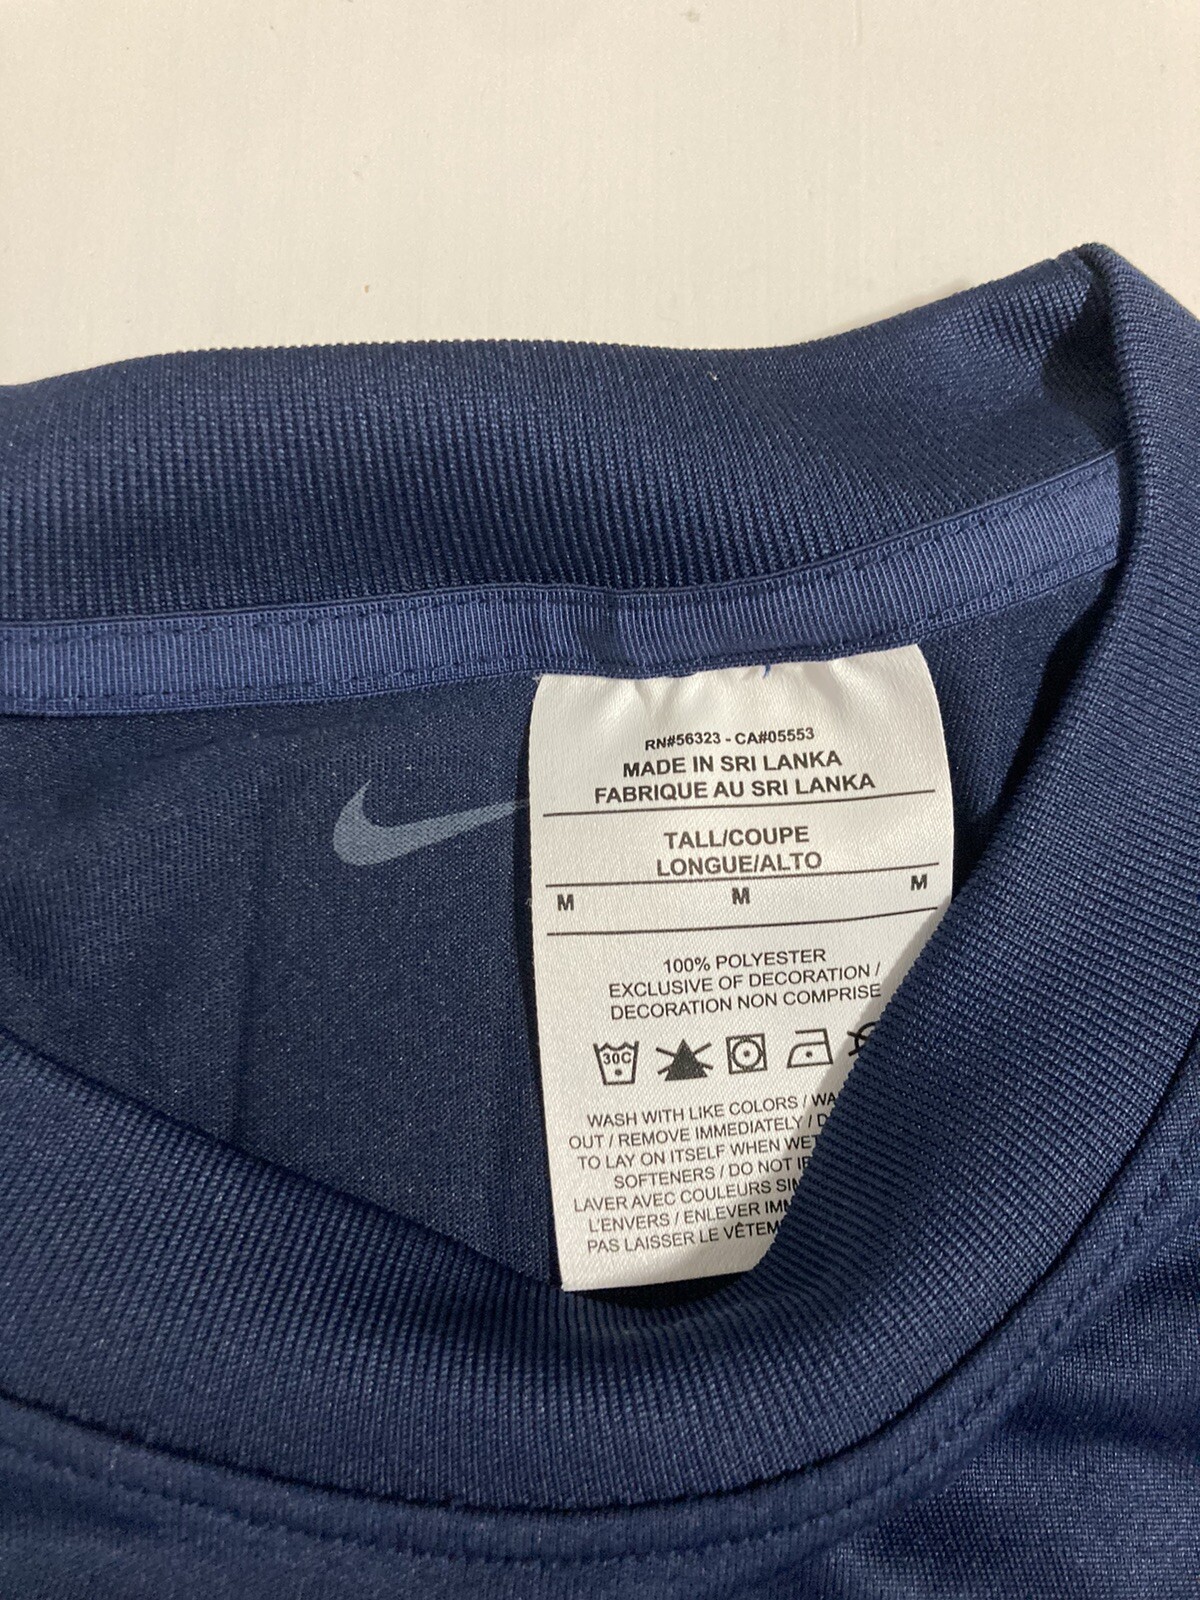 RN#56323 - CA#05553
MADE IN SRI LANKA
FABRIQUE AU SRI LANKA
TALL/COUPE
LONGUE/ALTO
M M M
100% POLYESTER
EXCLUSIVE OF DECORATION /
DECORATION NON COMPRISE
30C
WASH WITH LIKE COLORS /
OUT / REMOVE IMMEDIATELY /
TO LAY ON ITSELF WHEN WET
SOFTENERS / DO NOT
LAVER AVEC COULEURS
L'ENVERS / ENLEVER
PAS LAISSER LE